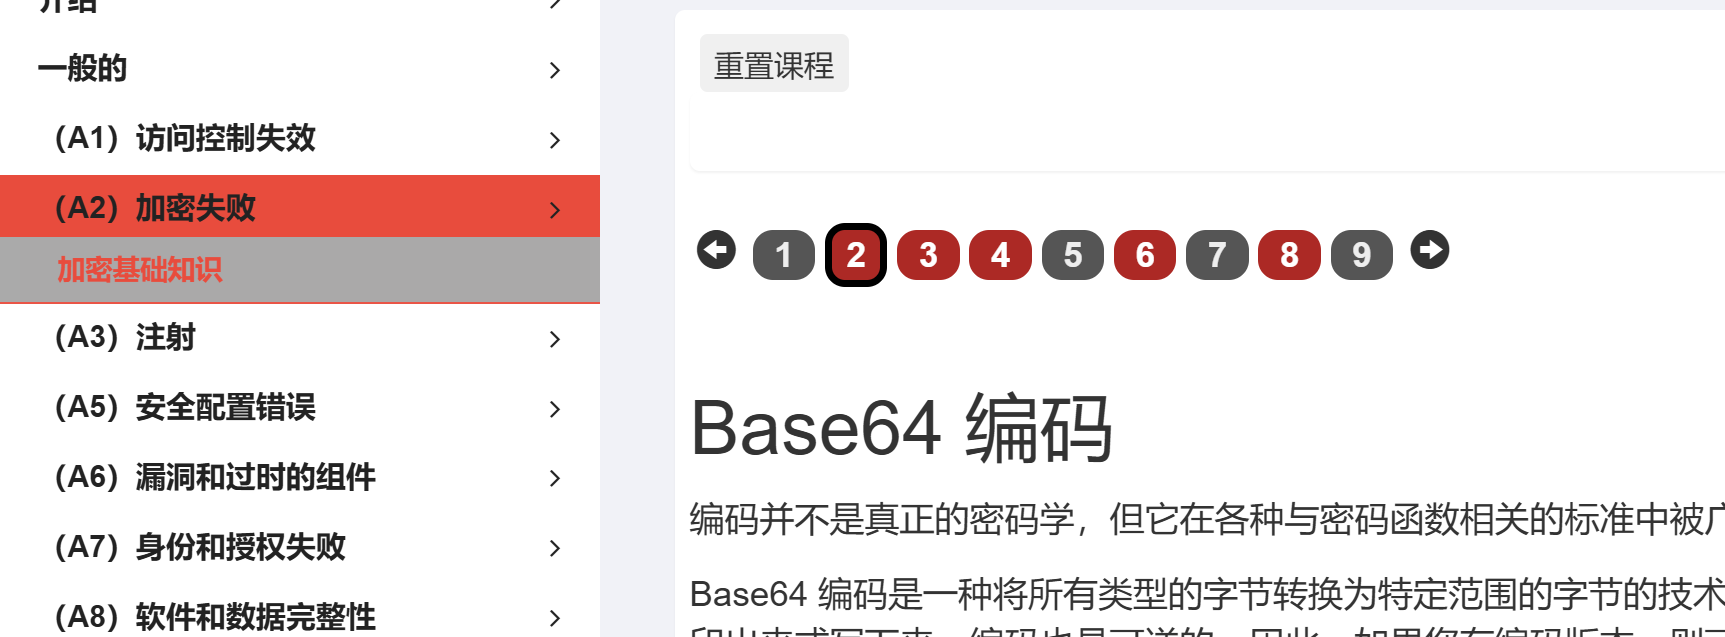 介绍
一般的
（A1）访问控制失效
（A2）加密失败
加密基础知识
（A3）注射
（A5）安全配置错误
（A6）漏洞和过时的组件
（A7）身份和授权失败
（A8）软件和数据完整性
重置课程
1 2 3 4 5 6 7 8 9
Base64 编码
编码并不是真正的密码学，但它在各种与密码函数相关的标准中被广
Base64 编码是一种将所有类型的字节转换为特定范围的字节的技术